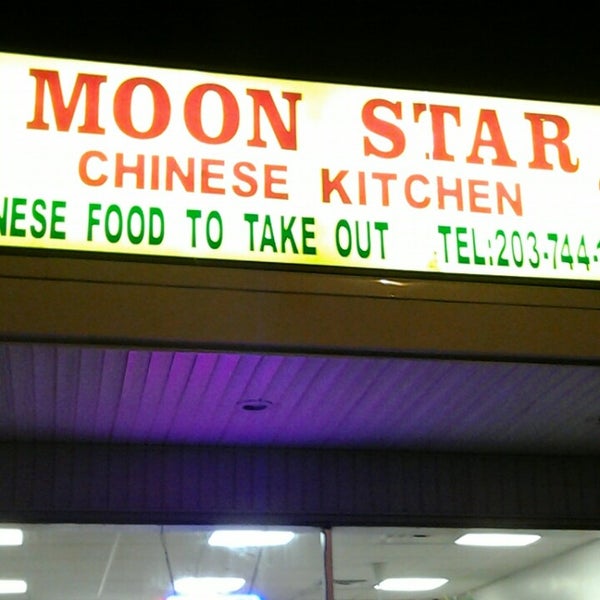 MOON STAR
CHINESE KITCHEN
NESE FOOD TO TAKE OUT TEL:203-744-